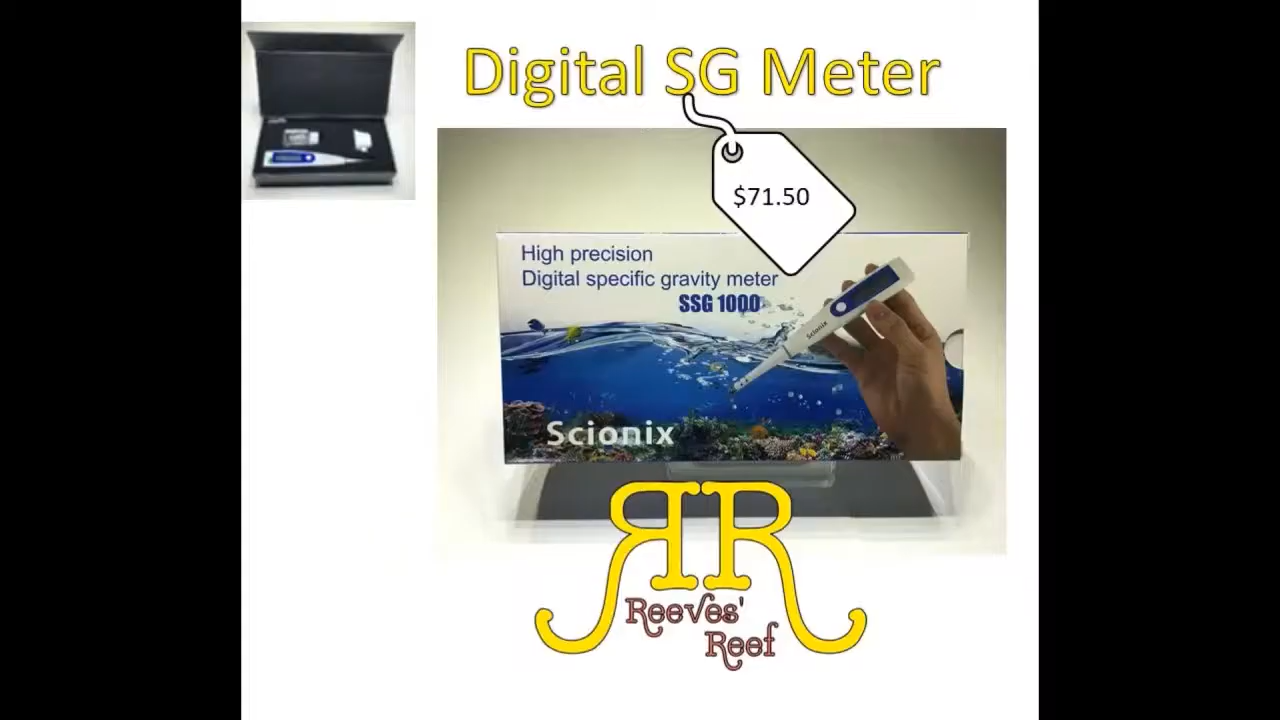 Digital SG Meter
$71.50
High precision
Digital specific gravity meter
SSG 1000
Scionix
Scionix
RR
Reeves'
Reef